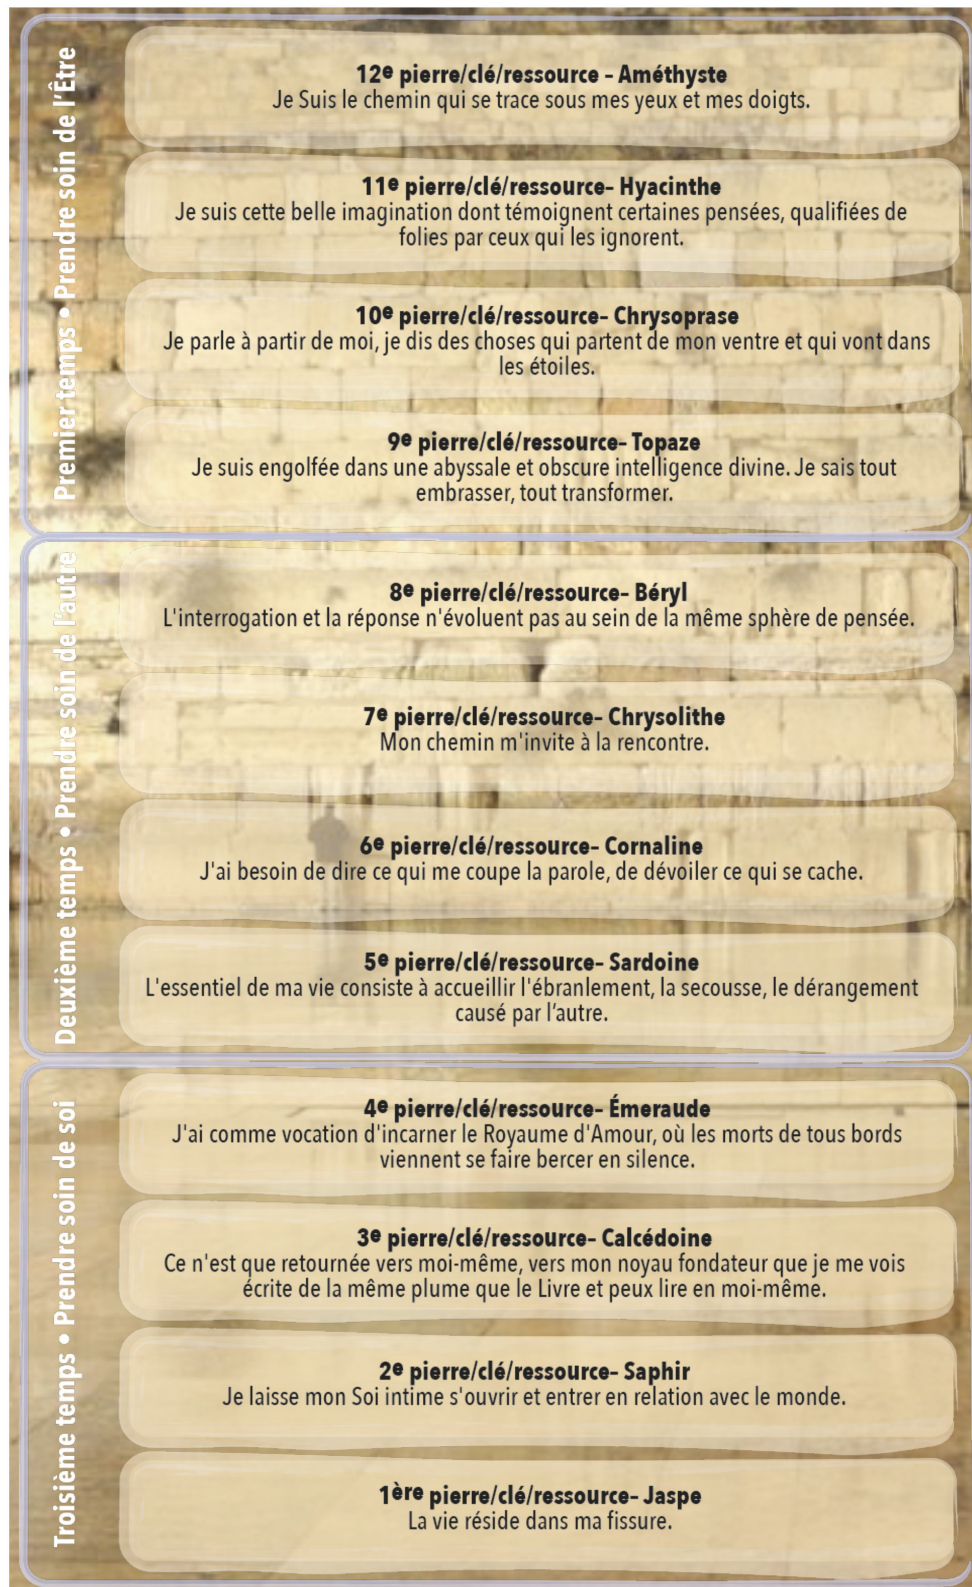 Premier temps • Prendre soin de l'Être
12e pierre/clé/ressource – Améthyste
Je Suis le chemin qui se trace sous mes yeux et mes doigts.
11e pierre/clé/ressource– Hyacinthe
Je suis cette belle imagination dont témoignent certaines pensées, qualifiées de
folies par ceux qui les ignorent.
10e pierre/clé/ressource– Chrysoprase
Je parle à partir de moi, je dis des choses qui partent de mon ventre et qui vont dans
les étoiles.
9e pierre/clé/ressource– Topaze
Je suis engolfée dans une abyssale et obscure intelligence divine. Je sais tout
embrasser, tout transformer.
Deuxième temps • Prendre soin de l'autre
8e pierre/clé/ressource– Béryl
L'interrogation et la réponse n'évoluent pas au sein de la même sphère de pensée.
7e pierre/clé/ressource– Chrysolithe
Mon chemin m'invite à la rencontre.
6e pierre/clé/ressource– Cornaline
J'ai besoin de dire ce qui me coupe la parole, de dévoiler ce qui se cache.
5e pierre/clé/ressource– Sardoine
L'essentiel de ma vie consiste à accueillir l'ébranlement, la secousse, le dérangement
causé par l'autre.
Troisième temps • Prendre soin de soi
4e pierre/clé/ressource– Émeraude
J'ai comme vocation d'incarner le Royaume d'Amour, où les morts de tous bords
viennent se faire bercer en silence.
3e pierre/clé/ressource– Calcédoine
Ce n'est que retournée vers moi-même, vers mon noyau fondateur que je me vois
écrite de la même plume que le Livre et peux lire en moi-même.
2e pierre/clé/ressource– Saphir
Je laisse mon Soi intime s'ouvrir et entrer en relation avec le monde.
1ère pierre/clé/ressource– Jaspe
La vie réside dans ma fissure.